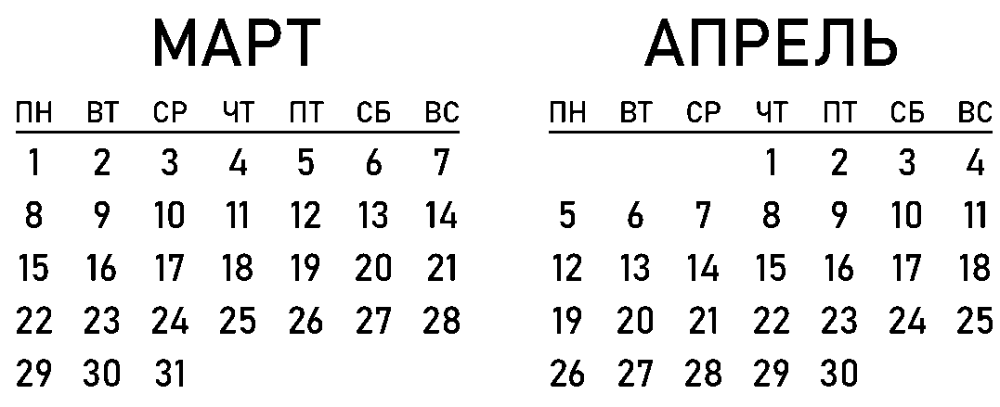 МАРТ
ПН ВТ СР ЧТ ПТ СБ ВС
1 2 3 4 5 6 7
8 9 10 11 12 13 14
15 16 17 18 19 20 21
22 23 24 25 26 27 28
29 30 31
АПРЕЛЬ
ПН ВТ СР ЧТ ПТ СБ ВС
1 2 3 4
5 6 7 8 9 10 11
12 13 14 15 16 17 18
19 20 21 22 23 24 25
26 27 28 29 30